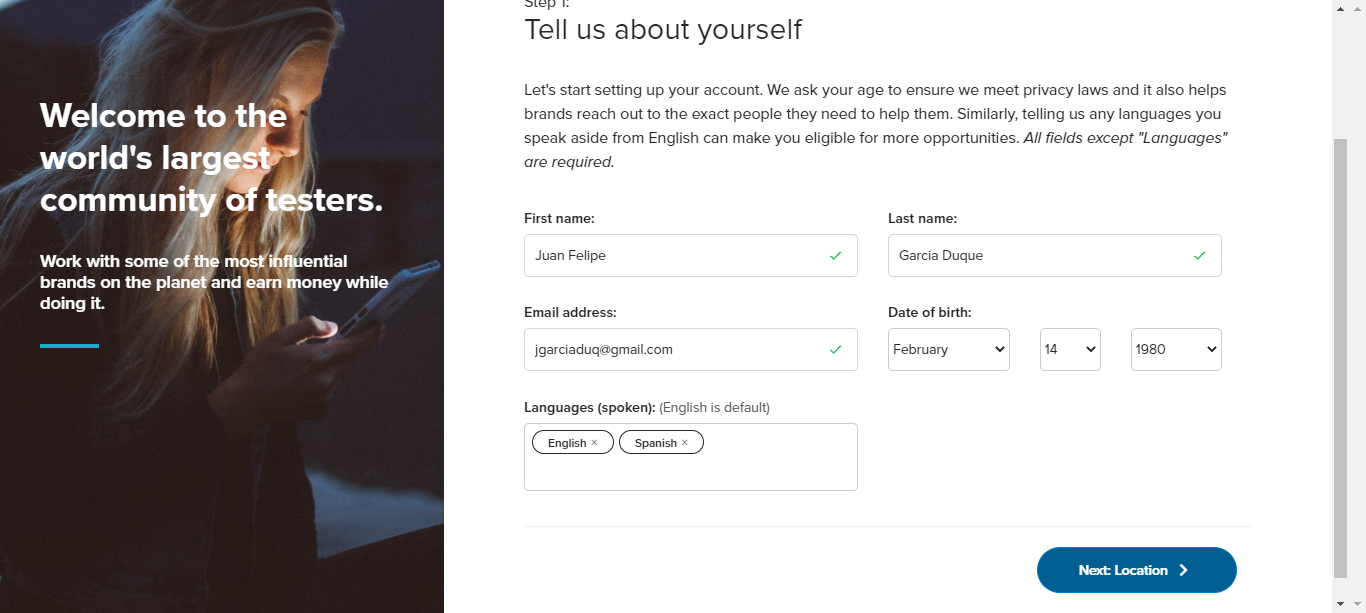 Step 1:
Tell us about yourself
Welcome to the
world's largest
community of testers.
Work with some of the most influential
brands on the planet and earn money while
doing it.
Let's start setting up your account. We ask your age to ensure we meet privacy laws and it also helps
brands reach out to the exact people they need to help them. Similarly, telling us any languages you
speak aside from English can make you eligible for more opportunities. All fields except "Languages"
are required.
First name: Last name:
Juan Felipe Garcia Duque
Email address: Date of birth:
jgarciaduq@gmail.com February 14 1980
Languages (spoken): (English is default)
English × Spanish ×
Next: Location